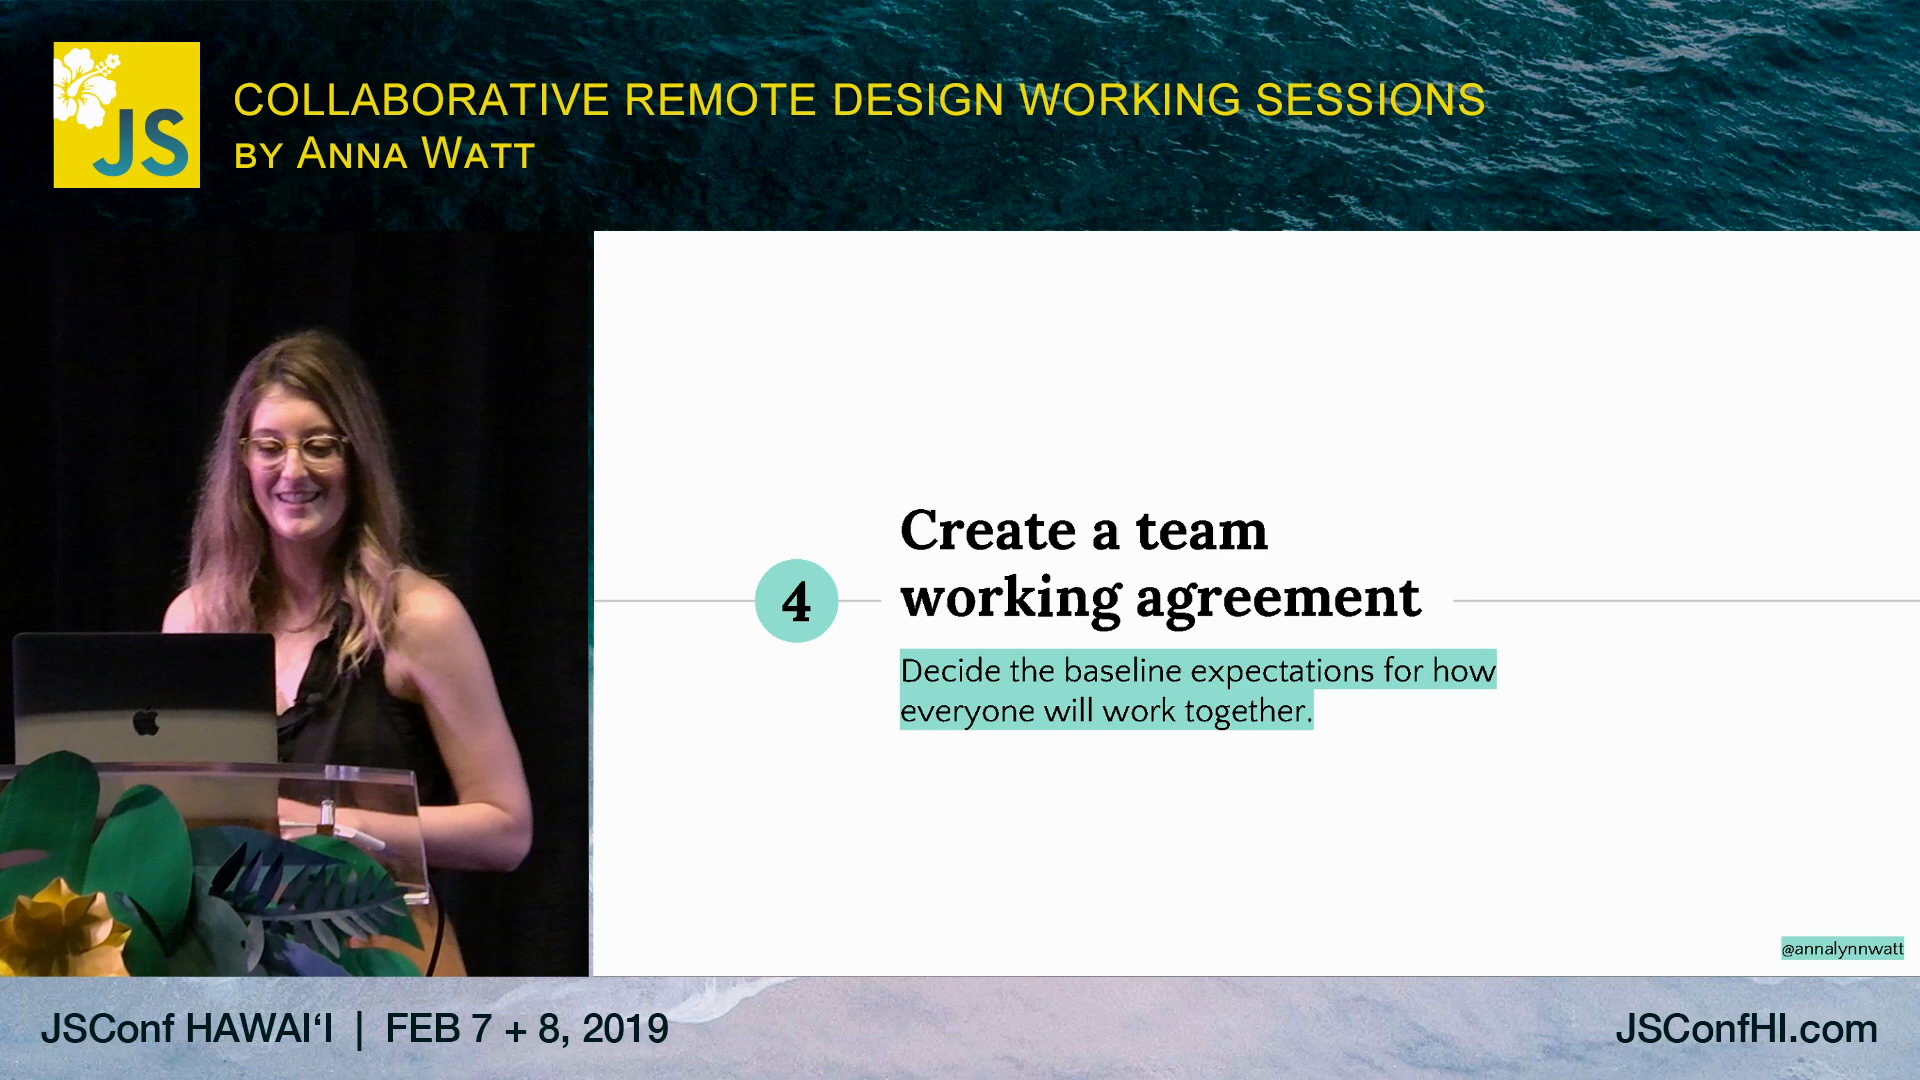 JS
COLLABORATIVE REMOTE DESIGN WORKING SESSIONS
BY ANNA WATT
4
Create a team
working agreement
Decide the baseline expectations for how
everyone will work together.
@annalynnwatt
JSConf HAWAI‘I | FEB 7 + 8, 2019
JSConfHI.com